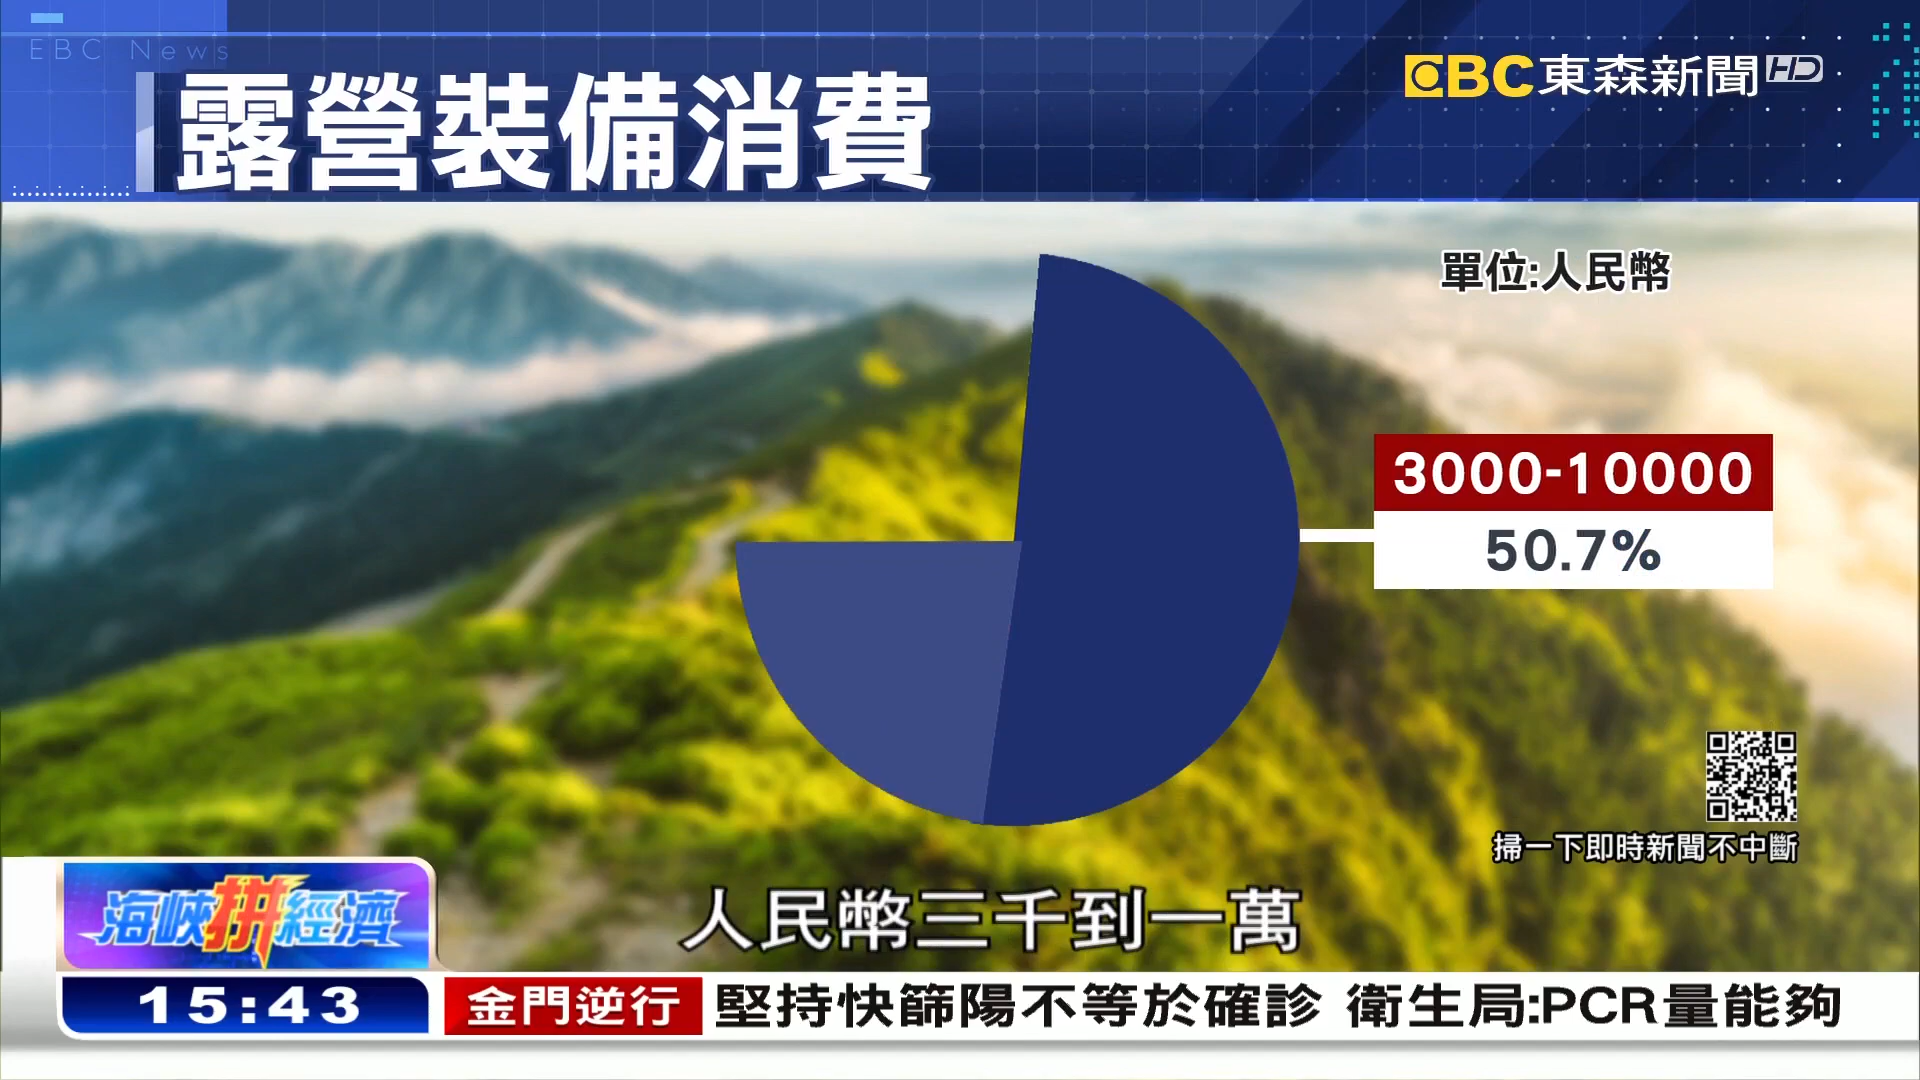 EBC News
露營裝備消費
EBC東森新聞HD
單位:人民幣
3000-10000
50.7%
掃一下即時新聞不中斷
海峽拼經濟
人民幣三千到一萬
15:43
金門逆行
堅持快篩陽不等於確診 衛生局:PCR量能夠